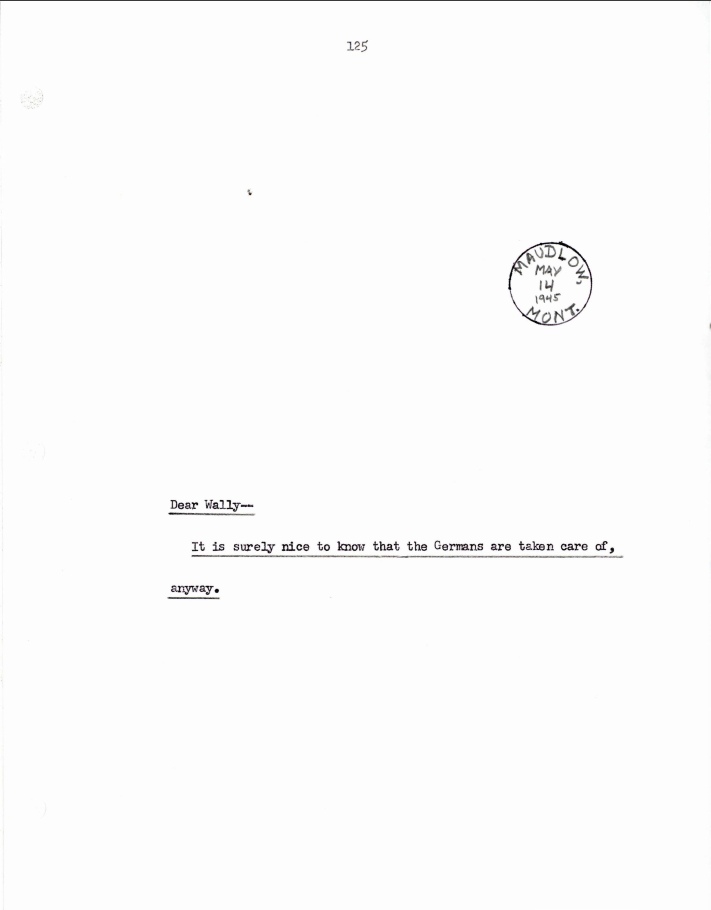 125
MAUDLOW,
MAY
14
1945
MONT.
Dear Wally--
It is surely nice to know that the Germans are taken care of,
anyway.